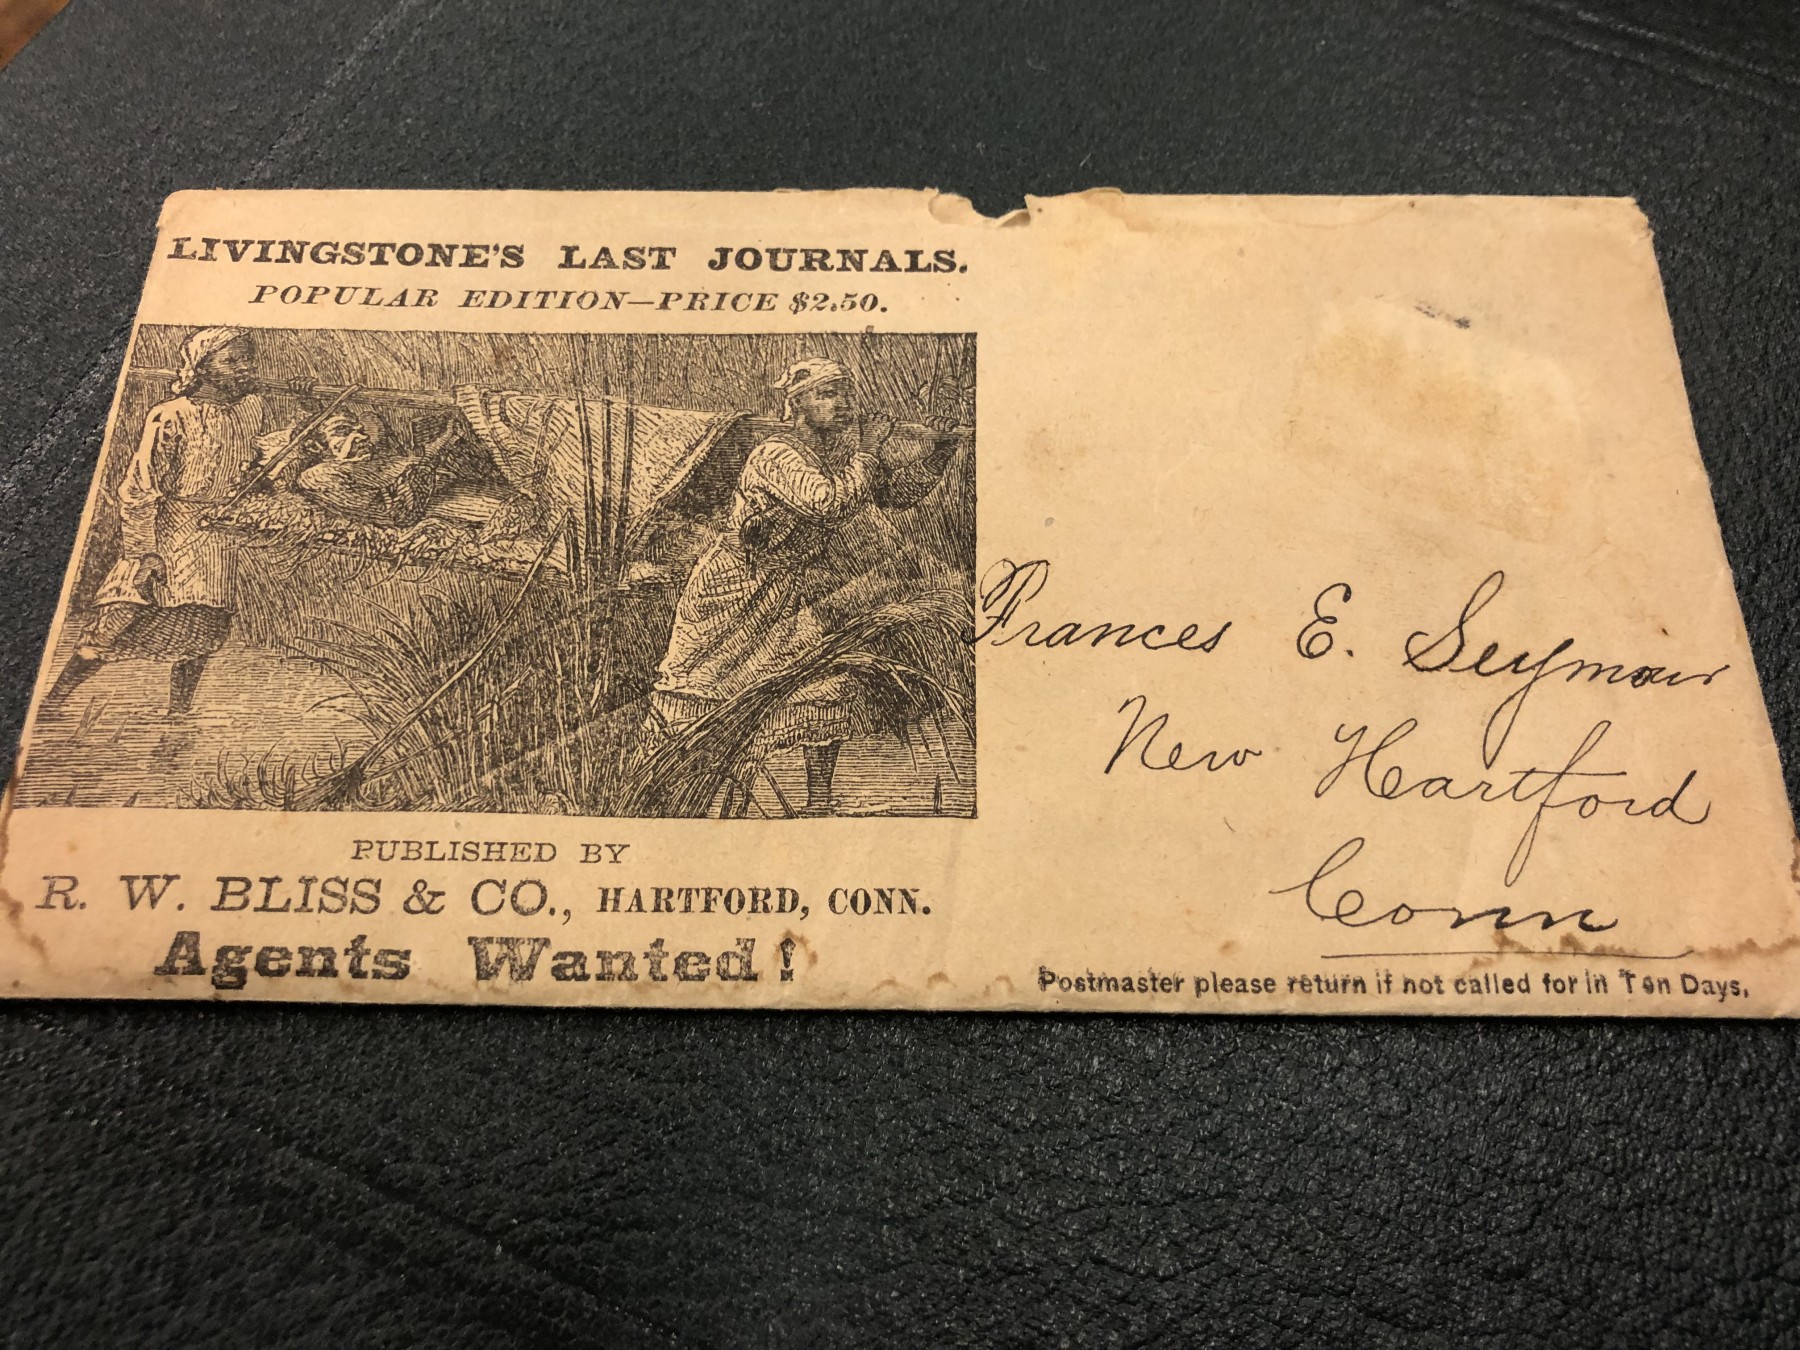 LIVINGSTONE'S LAST JOURNALS.
POPULAR EDITION—PRICE $2.50.
PUBLISHED BY
R. W. BLISS & CO., HARTFORD, CONN.
Agents Wanted!
Frances E. Seymour
New Hartford
Conn
Postmaster please return if not called for in Ten Days,